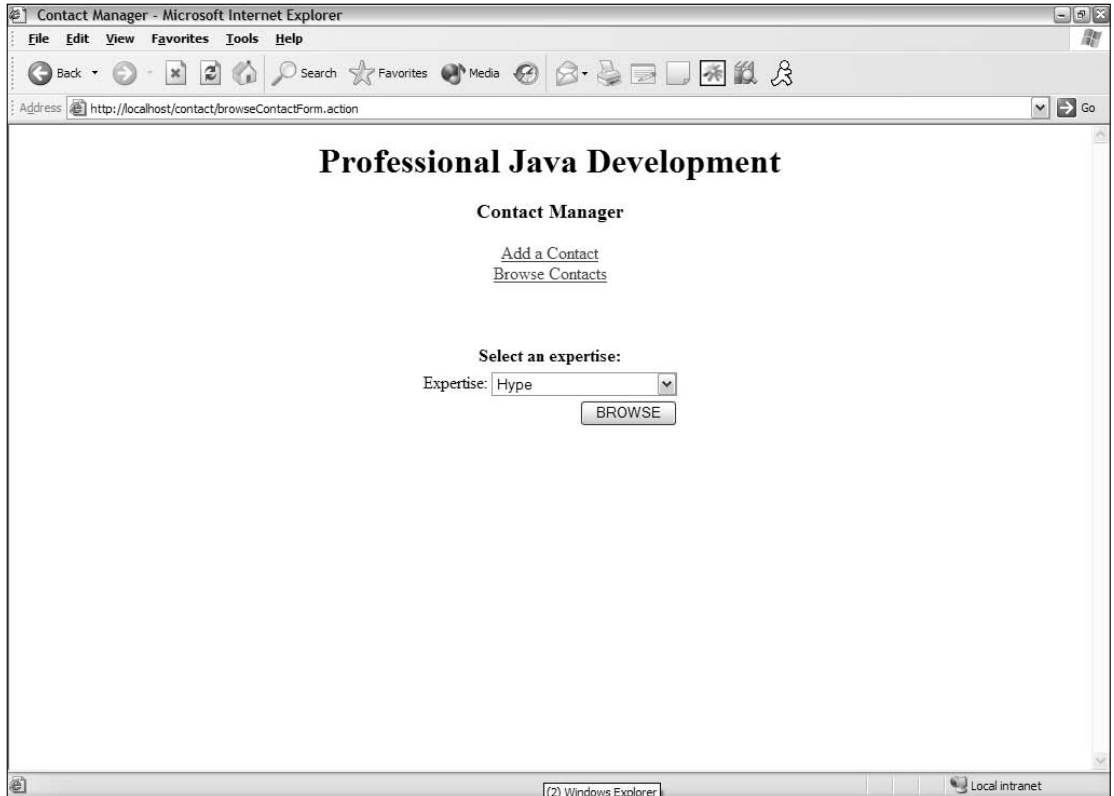 Contact Manager - Microsoft Internet Explorer
File Edit View Favorites Tools Help
Back Search Favorites Media
Address http://localhost/contact/browseContactForm.action Go
Professional Java Development
Contact Manager
Add a Contact
Browse Contacts
Select an expertise:
Expertise: Hype
BROWSE
(2) Windows Explorer
Local intranet